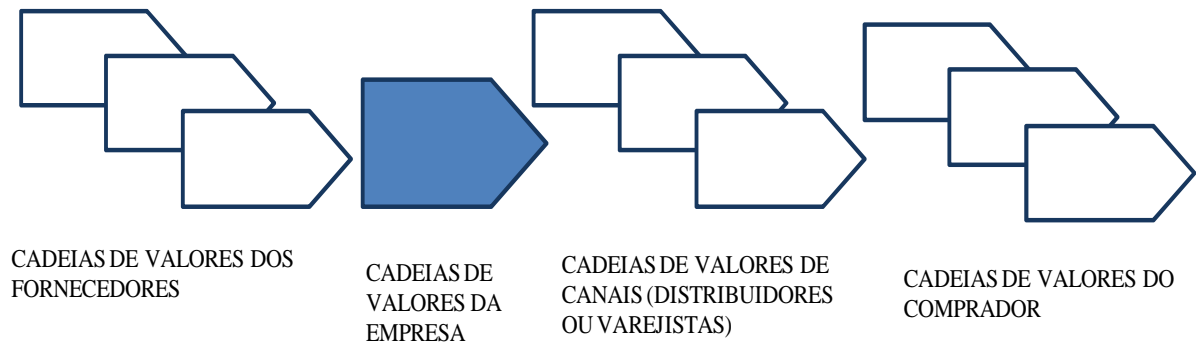 CADEIAS DE VALORES DOS
FORNECEDORES
CADEIAS DE
VALORES DA
EMPRESA
CADEIAS DE VALORES DE
CANAIS (DISTRIBUIDORES
OU VAREJISTAS)
CADEIAS DE VALORES DO
COMPRADOR